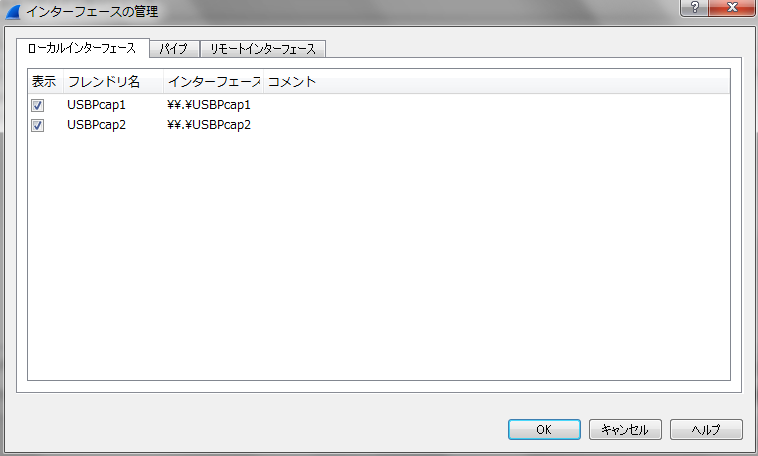 インターフェースの管理
ローカルインターフェース パイプ リモートインターフェース
表示 フレンドリ名 インターフェース コメント
USBPcap1 ¥¥.¥USBPcap1
USBPcap2 ¥¥.¥USBPcap2
OK キャンセル ヘルプ